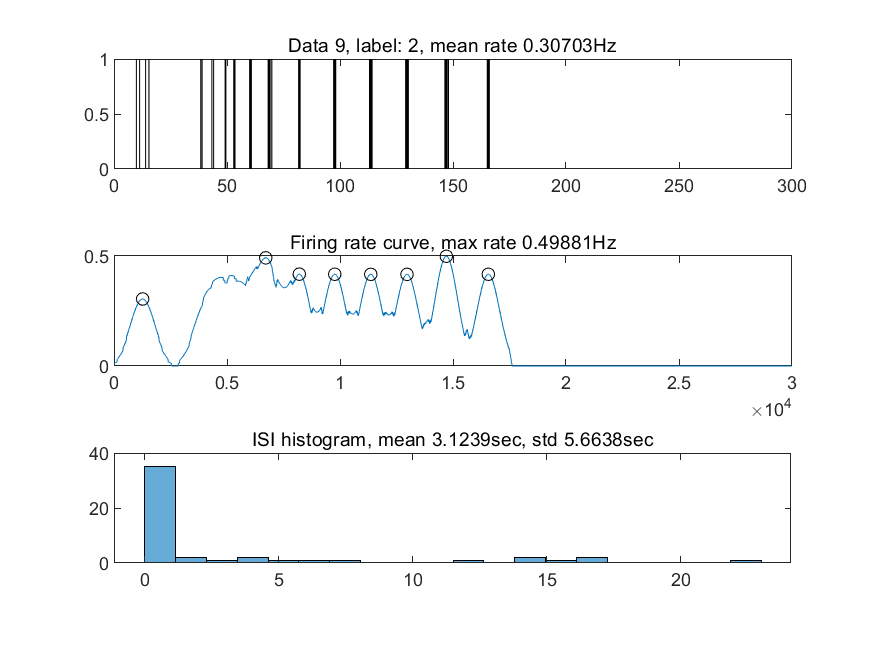 Data 9, label: 2, mean rate 0.30703Hz
1
0.5
0
0 50 100 150 200 250 300
Firing rate curve, max rate 0.49881Hz
0.5
0
0 0.5 1 1.5 2 2.5 3
×10⁴
ISI histogram, mean 3.1239sec, std 5.6638sec
40
20
0
0 5 10 15 20